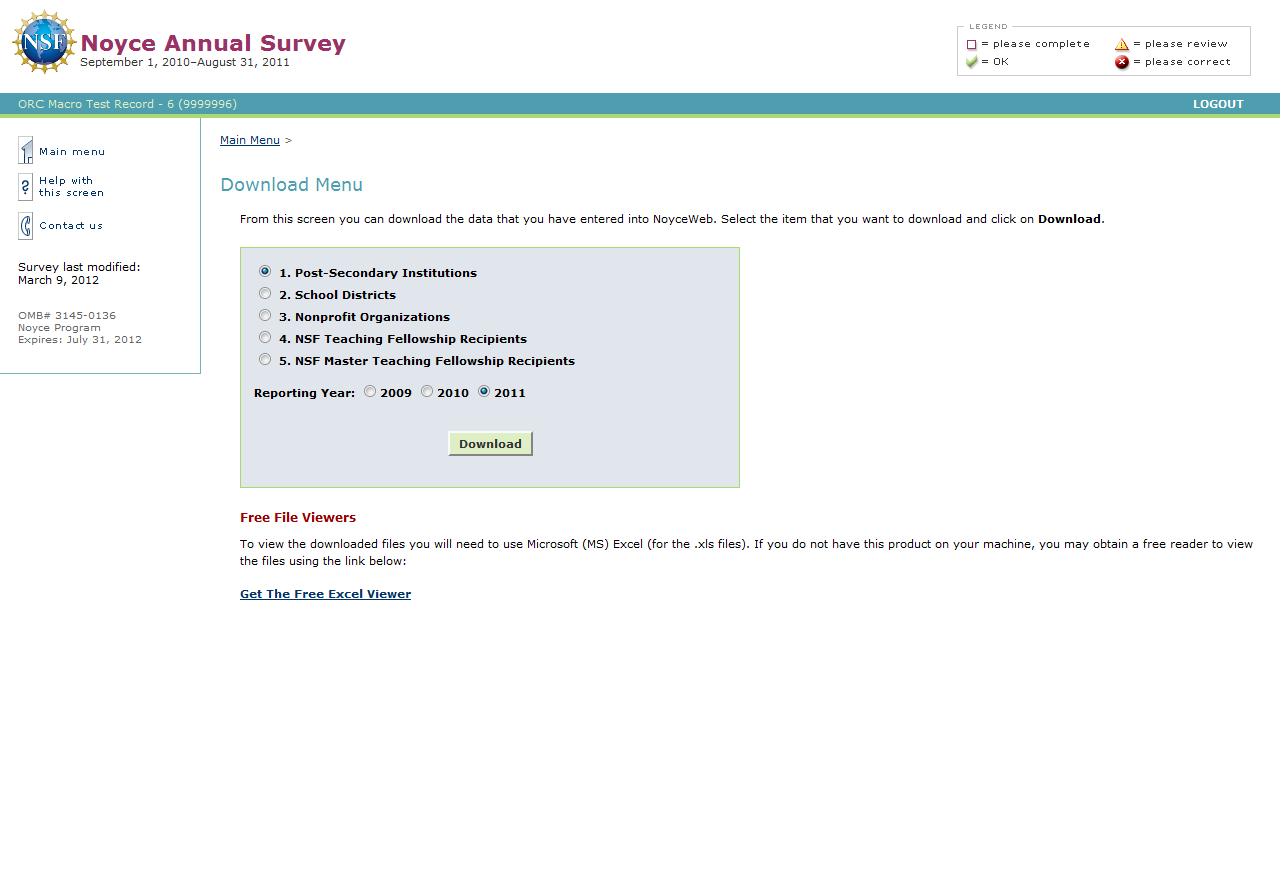 NSF
Noyce Annual Survey
September 1, 2010–August 31, 2011
LEGEND
= please complete
= please review
= OK
= please correct
ORC Macro Test Record - 6 (9999996)
LOGOUT
Main menu
Help with
this screen
Contact us
Survey last modified:
March 9, 2012
OMB# 3145-0136
Noyce Program
Expires: July 31, 2012
Main Menu >
Download Menu
From this screen you can download the data that you have entered into NoyceWeb. Select the item that you want to download and click on Download.
1. Post-Secondary Institutions
2. School Districts
3. Nonprofit Organizations
4. NSF Teaching Fellowship Recipients
5. NSF Master Teaching Fellowship Recipients
Reporting Year: 2009 2010 2011
Download
Free File Viewers
To view the downloaded files you will need to use Microsoft (MS) Excel (for the .xls files). If you do not have this product on your machine, you may obtain a free reader to view
the files using the link below:
Get The Free Excel Viewer